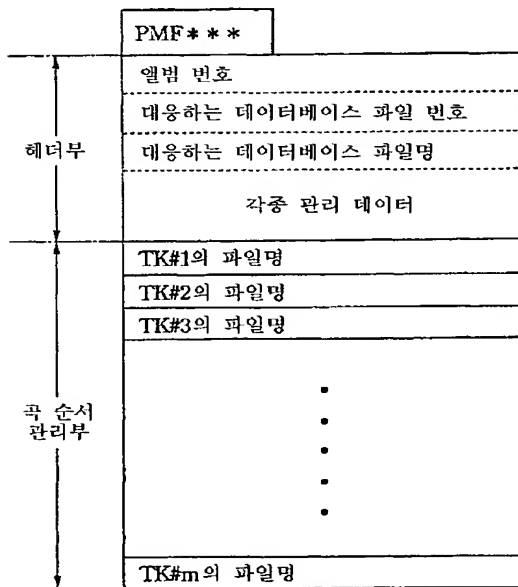 PMF＊＊＊
앨범 번호
대응하는 데이터베이스 파일 번호
헤더부
대응하는 데이터베이스 파일명
각종 관리 데이터
TK#1의 파일명
TK#2의 파일명
TK#3의 파일명
곡 순서
관리부
TK#m의 파일명